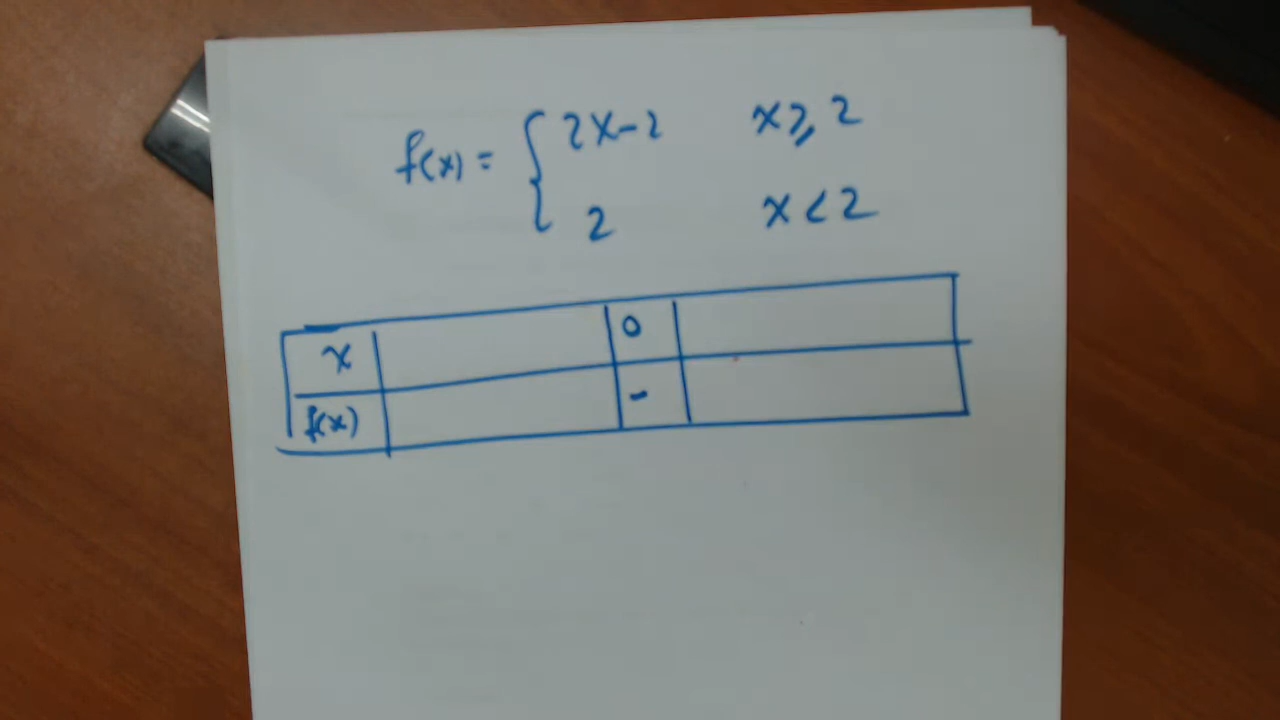 f(x) = { 2x-2 x ⩾ 2
2 x < 2
x 0
f(x) -